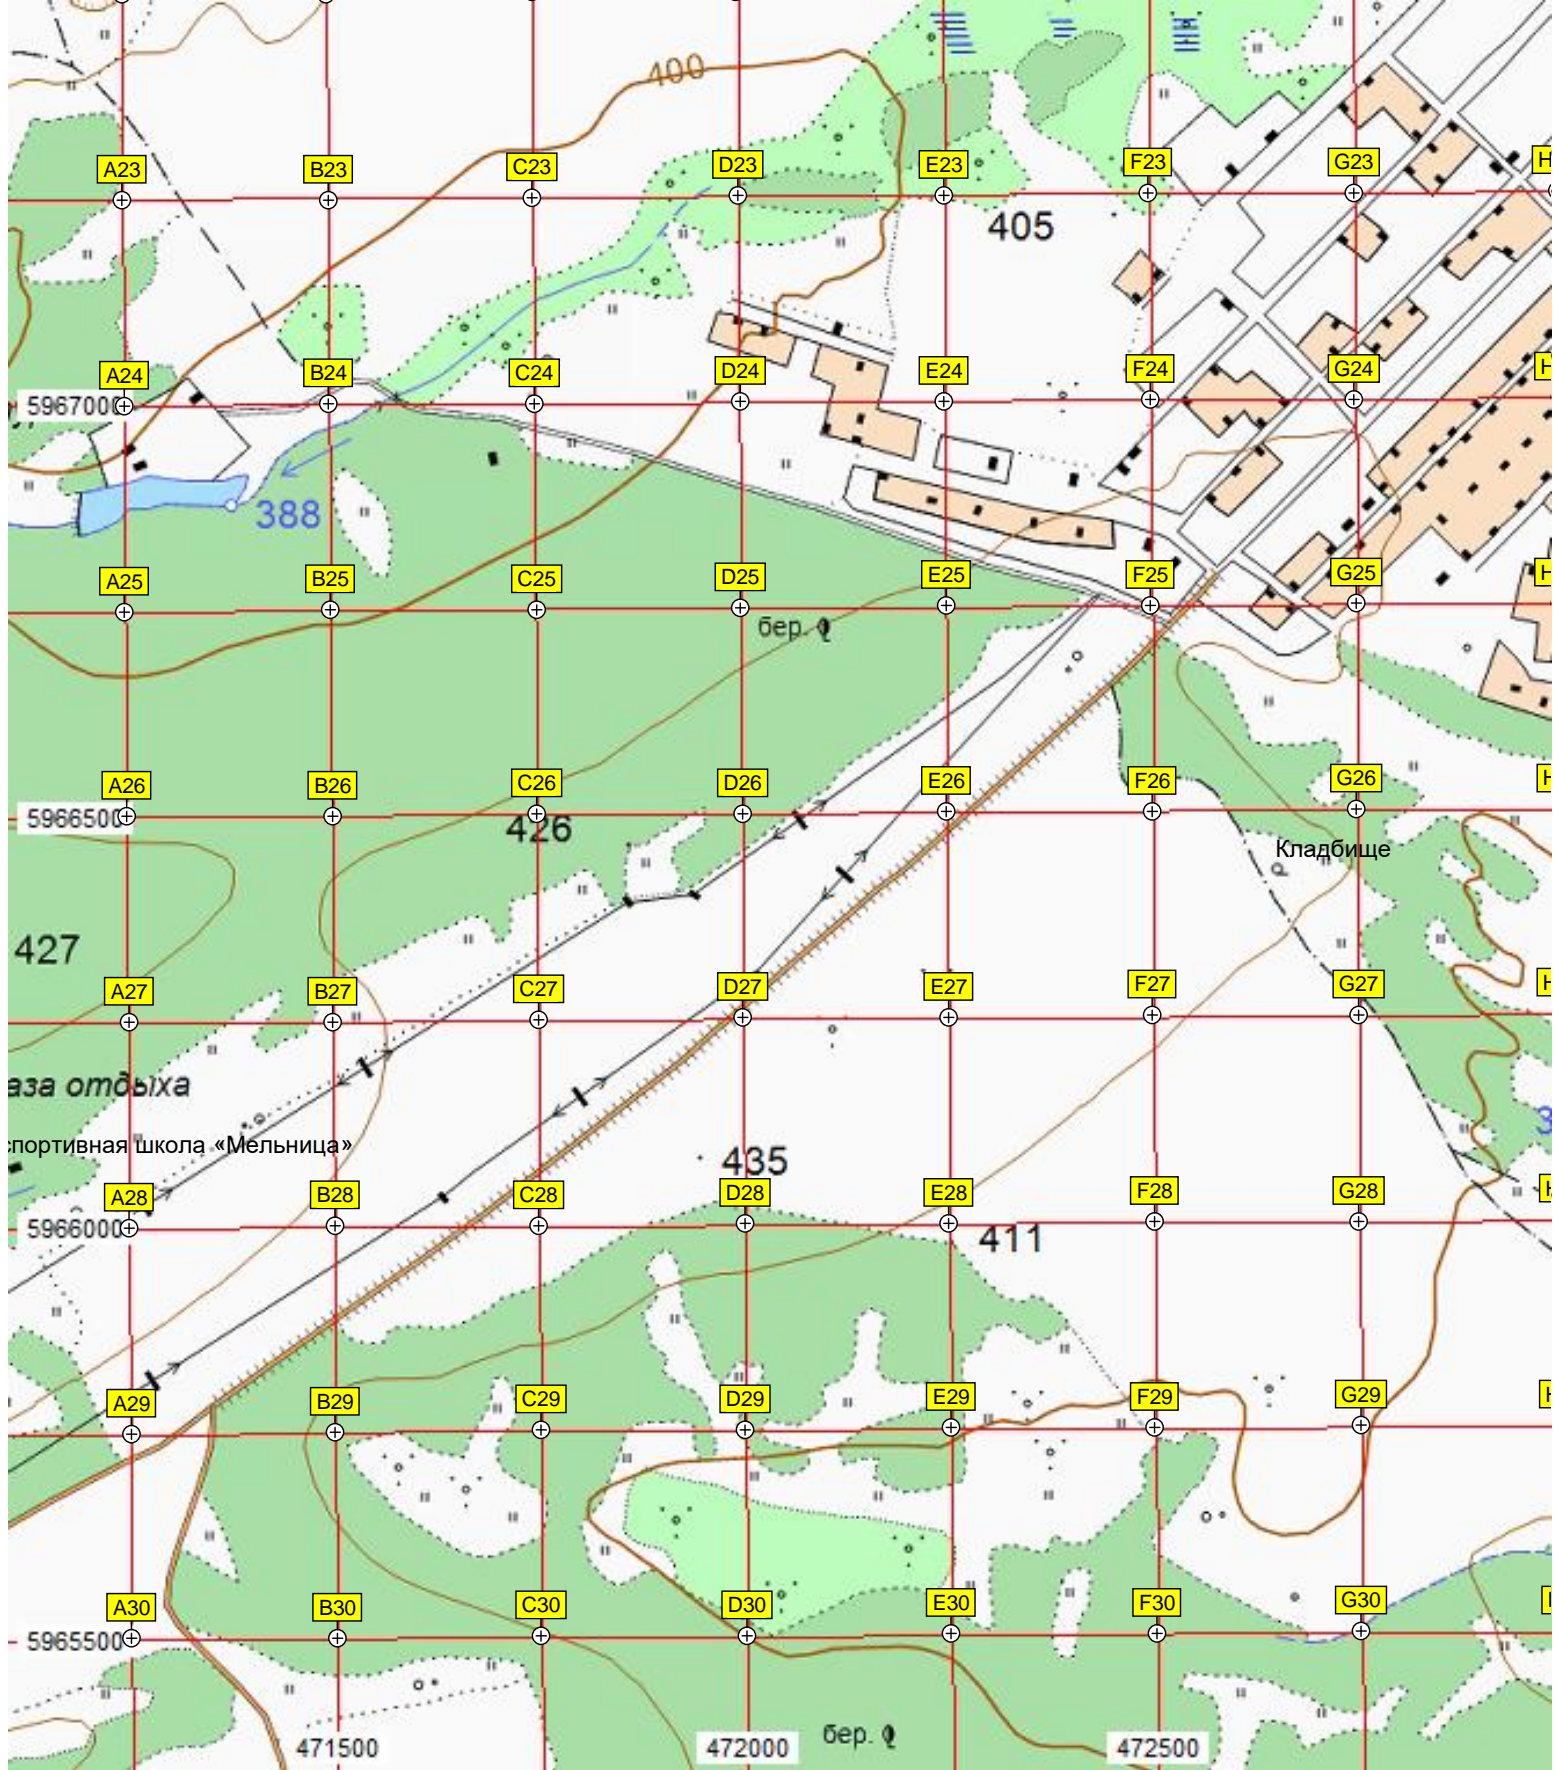 400
A23 B23 C23 D23 E23 F23 G23 H
405
A24 B24 C24 D24 E24 F24 G24 H
5967000
388
A25 B25 C25 D25 E25 F25 G25 H
бер.
A26 B26 C26 D26 E26 F26 G26 H
5966500
426
Кладбище
427
A27 B27 C27 D27 E27 F27 G27 H
аза отдыха
спортивная школа «Мельница»
3
435
A28 B28 C28 D28 E28 F28 G28
5966000
411
A29 B29 C29 D29 E29 F29 G29 H
A30 B30 C30 D30 E30 F30 G30
5965500
бер.
471500 472000 472500